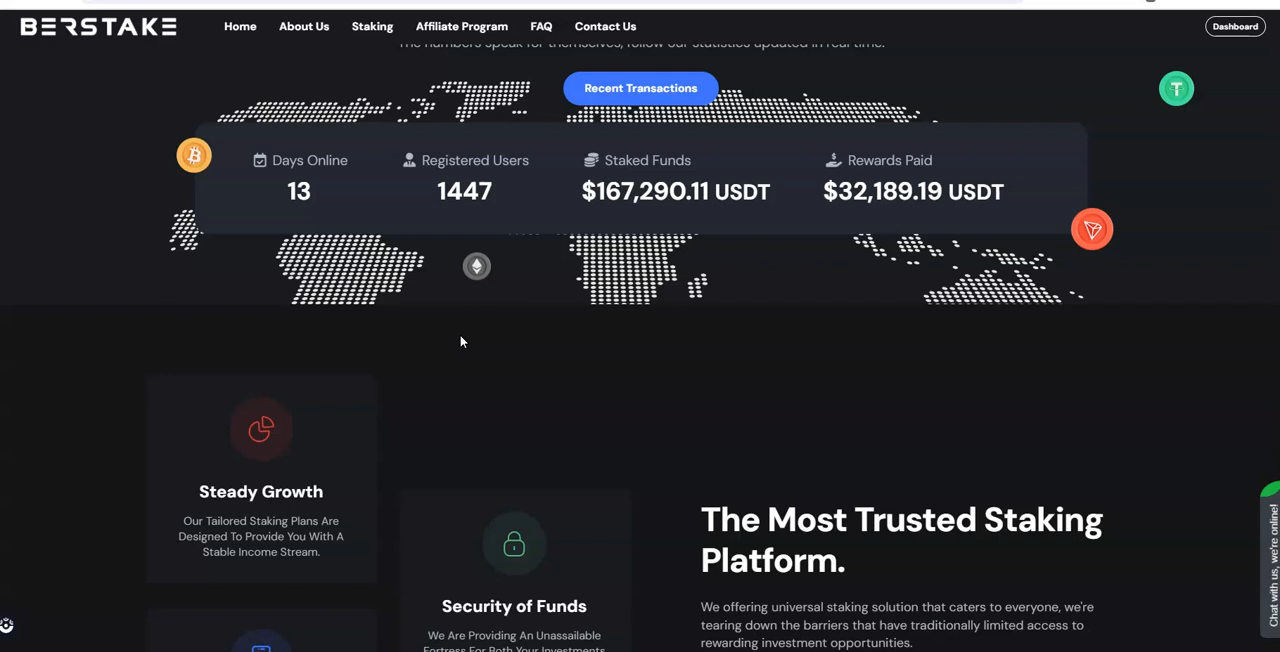 BERSTAKE
Home About Us Staking Affiliate Program FAQ Contact Us Dashboard
The numbers speak for themselves, follow our statistics updated in real time.
Recent Transactions
Days Online Registered Users Staked Funds Rewards Paid
13 1447 $167,290.11 USDT $32,189.19 USDT
Steady Growth
Our Tailored Staking Plans Are
Designed To Provide You With A
Stable Income Stream.
Security of Funds
We Are Providing An Unassailable
Fortress For Both Your Investments
The Most Trusted Staking
Platform.
We offering universal staking solution that caters to everyone, we're
tearing down the barriers that have traditionally limited access to
rewarding investment opportunities.
Chat with us, we're online!